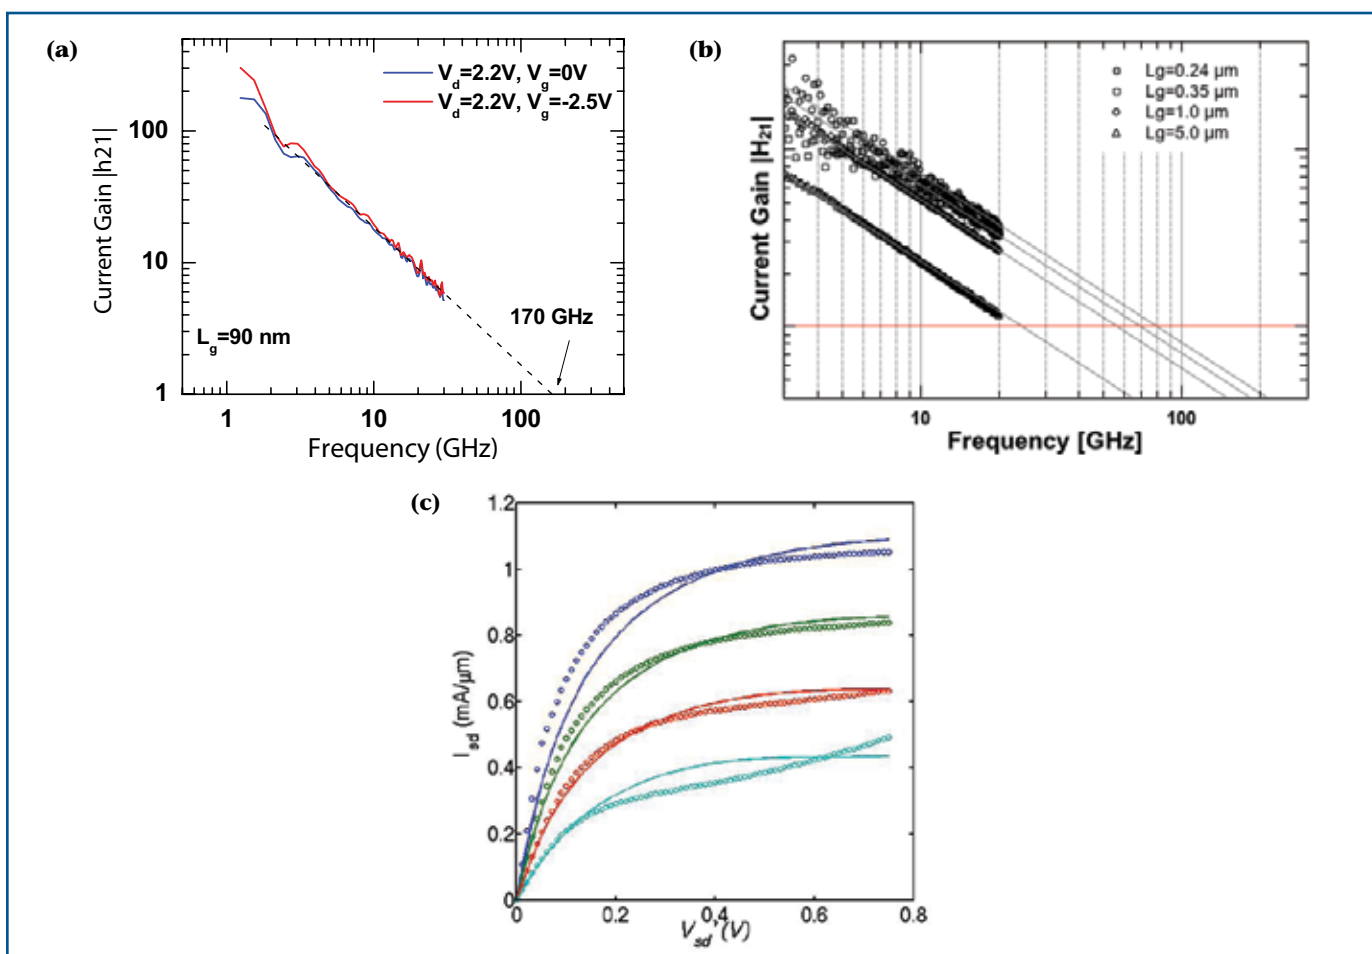 (a)
V_d=2.2V, V_g=0V
V_d=2.2V, V_g=-2.5V
100
10
1
Current Gain |h21|
170 GHz
L_g=90 nm
1
10
100
Frequency (GHz)
(b)
Lg=0.24 μm
Lg=0.35 μm
Lg=1.0 μm
Lg=5.0 μm
Current Gain |H_21|
10
100
Frequency [GHz]
(c)
1.2
1
0.8
0.6
0.4
0.2
0
I_sd (mA/μm)
0
0.2
0.4
0.6
0.8
V_sd' (V)